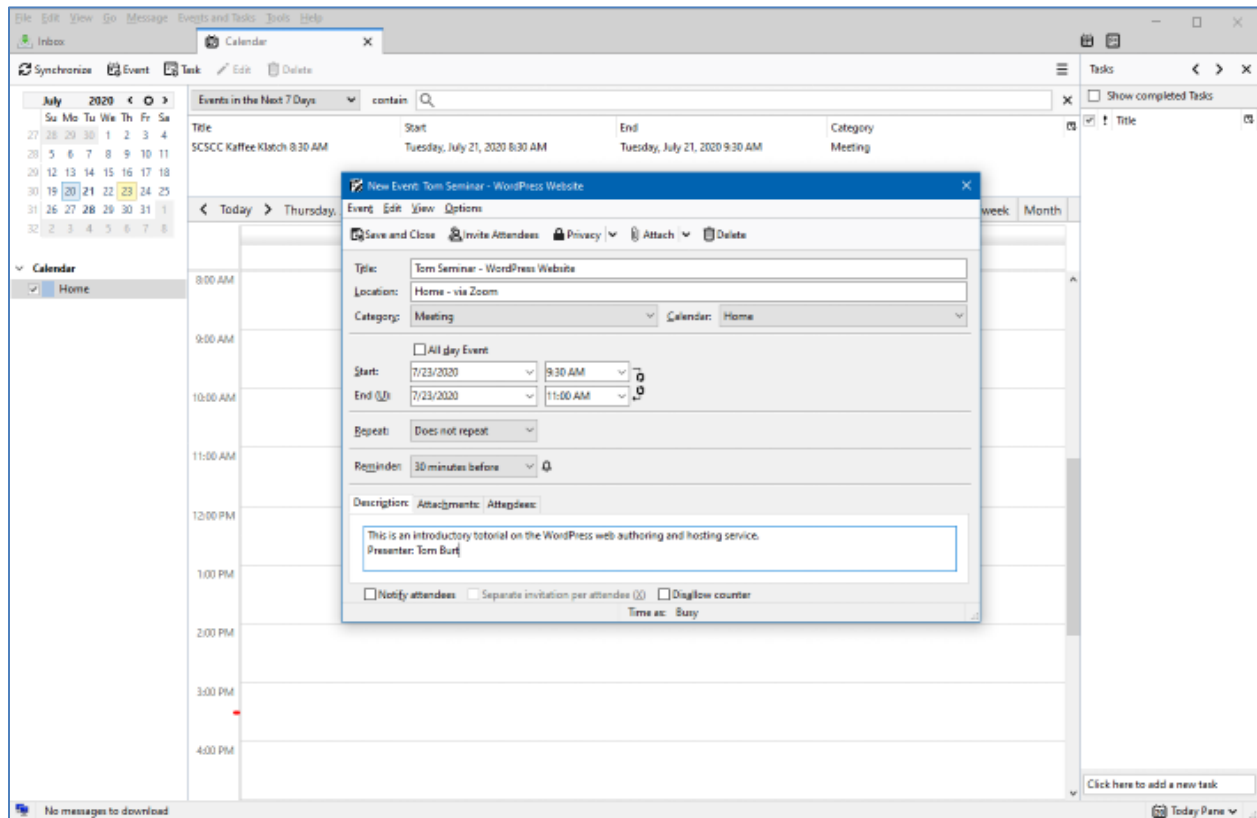 File Edit View Go Message Events and Tasks Tools Help
Inbox
Calendar
Synchronize Event Task Edit Delete
Tasks
July 2020
Events in the Next 7 Days contain
Show completed Tasks
Su Mo Tu We Th Fr Sa
27 28 29 30 1 2 3 4
28 5 6 7 8 9 10 11
29 12 13 14 15 16 17 18
30 19 20 21 22 23 24 25
31 26 27 28 29 30 31 1
32 2 3 4 5 6 7 8
Title Start End Category
SCSCC Kaffee Klatch 8:30 AM Tuesday, July 21, 2020 8:30 AM Tuesday, July 21, 2020 9:30 AM Meeting
! Title
Today Thursday, week Month
Calendar
Home
8:00 AM
9:00 AM
10:00 AM
11:00 AM
12:00 PM
1:00 PM
2:00 PM
3:00 PM
4:00 PM
New Event: Tom Seminar - WordPress Website
Event Edit View Options
Save and Close Invite Attendees Privacy Attach Delete
Title: Tom Seminar - WordPress Website
Location: Home - via Zoom
Category: Meeting Calendar: Home
All day Event
Start: 7/23/2020 9:30 AM
End (U): 7/23/2020 11:00 AM
Repeat: Does not repeat
Reminder: 30 minutes before
Description: Attachments: Attendees:
This is an introductory totorial on the WordPress web authoring and hosting service.
Presenter: Tom Burt
Notify attendees Separate invitation per attendee (X) Disallow counter
Time as: Busy
Click here to add a new task
No messages to download
Today Pane